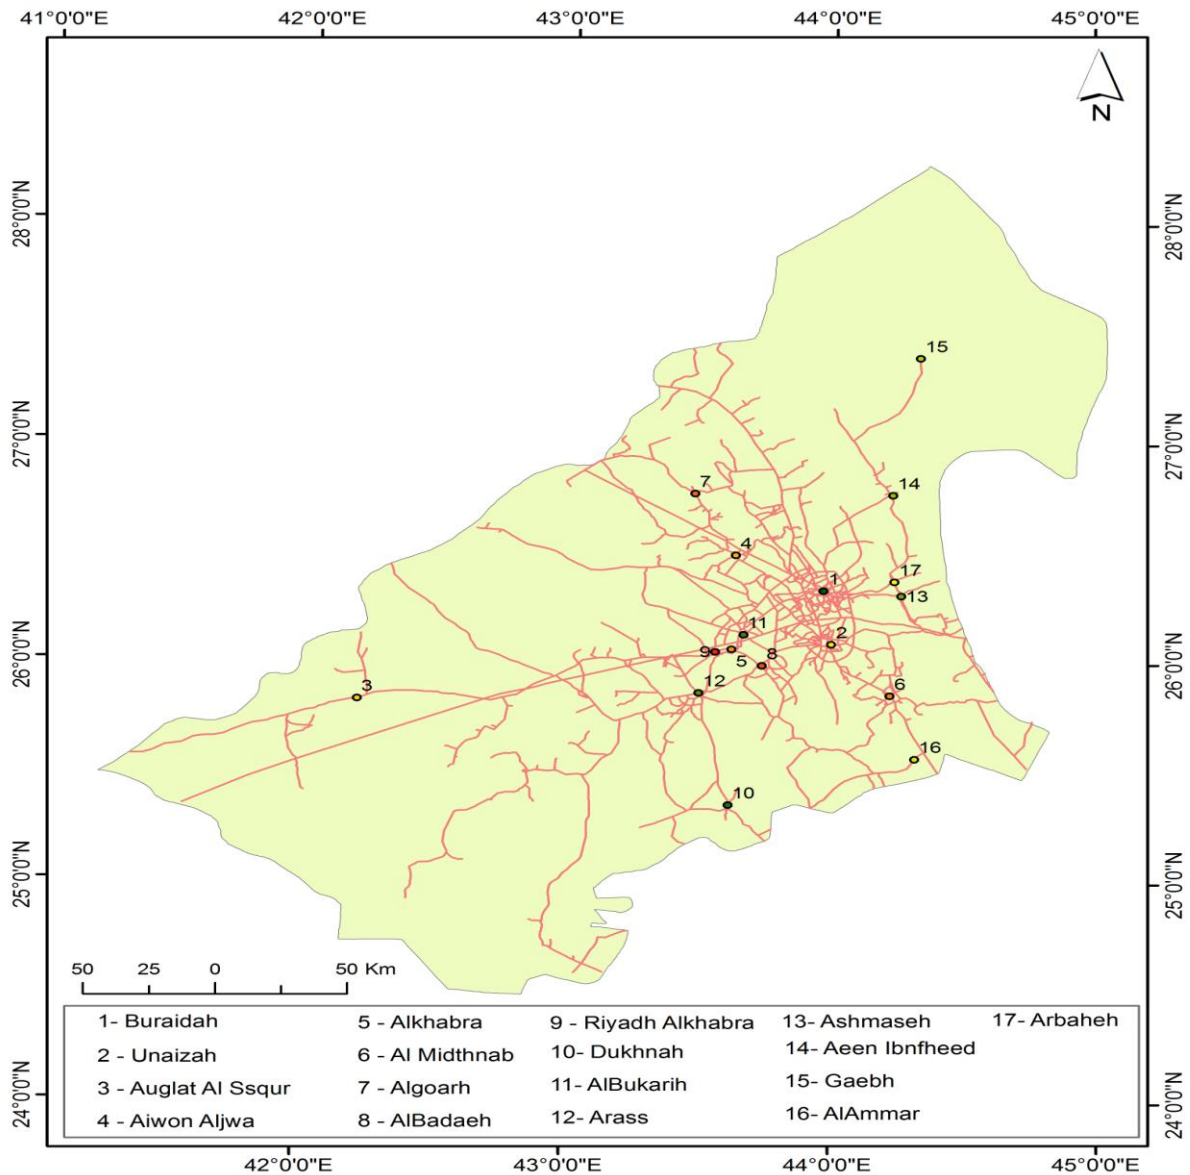 41°0'0"E 42°0'0"E 43°0'0"E 44°0'0"E 45°0'0"E
N
28°0'0"N 28°0'0"N
15
27°0'0"N 27°0'0"N
7
14
4
17
1
13
11
2
26°0'0"N 26°0'0"N
9
5
8
12
3
6
16
10
25°0'0"N 25°0'0"N
50 25 0 50 Km
1- Buraidah
2 - Unaizah
3 - Auglat Al Ssqur
4 - Aiwon Aljwa
5 - Alkhabra
6 - Al Midthnab
7 - Algoarh
8 - AlBadaeh
9 - Riyadh Alkhabra
10- Dukhnah
11- AlBukarih
12- Arass
13- Ashmaseh
14- Aeen Ibnfheed
15- Gaebh
16- AlAmmar
17- Arbaheh
24°0'0"N 24°0'0"N
42°0'0"E 43°0'0"E 44°0'0"E 45°0'0"E